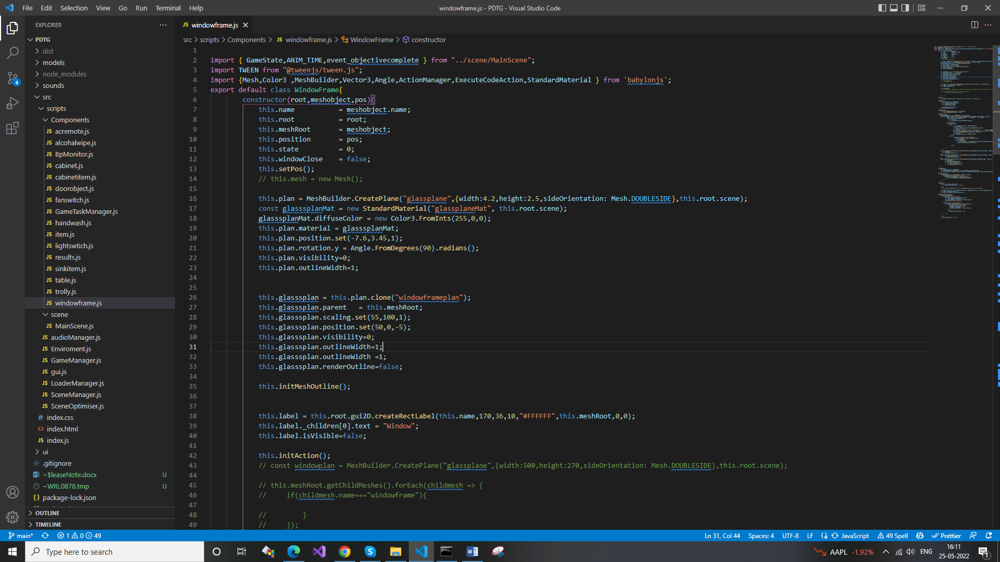 File Edit Selection View Go Run Terminal Help
windowframe.js - PDTG - Visual Studio Code
EXPLORER
PDTG
dist
models
node_modules
sounds
src
scripts
Components
JS acremote.js
JS alcohalwipe.js
JS BpMonitor.js
JS cabinet.js
JS cabinetitem.js
JS doorobject.js
JS fanswitch.js
JS GameTaskManager.js
JS handwash.js
JS item.js
JS lightswtich.js
JS results.js
JS sinkitem.js
JS table.js
JS trolly.js
JS windowframe.js
scene
JS MainScene.js
JS audioManager.js
JS Enviroment.js
JS GameManager.js
JS gui.js
JS LoaderManager.js
JS SceneManager.js
JS SceneOptimiser.js
# index.css
<> index.html
JS index.js
ui
.gitignore
~$leaseNote.docx U
~WRL0878.tmp U
{} package-lock.json
OUTLINE
TIMELINE
4
JS windowframe.js
src > scripts > Components > JS windowframe.js > WindowFrame > constructor
1
2 import { GameState,ANIM_TIME,event_objectivecomplete } from "../scene/MainScene";
3 import TWEEN from "@tweenjs/tween.js";
4 import {Mesh,Color3 ,MeshBuilder,Vector3,Angle,ActionManager,ExecuteCodeAction,StandardMaterial } from 'babylonjs';
5 export default class WindowFrame{
6 constructor(root,meshobject,pos){
7 this.name = meshobject.name;
8 this.root = root;
9 this.meshRoot = meshobject;
10 this.position = pos;
11 this.state = 0;
12 this.windowClose = false;
13 this.setPos();
14 // this.mesh = new Mesh();
15
16 this.plan = MeshBuilder.CreatePlane("glassplane",{width:4.2,height:2.5,sideOrientation: Mesh.DOUBLESIDE},this.root.scene);
17 const glasssplanMat = new StandardMaterial("glassplaneMat", this.root.scene);
18 glasssplanMat.diffuseColor = new Color3.FromInts(255,0,0);
19 this.plan.material = glasssplanMat;
20 this.plan.position.set(-7.6,3.45,1);
21 this.plan.rotation.y = Angle.FromDegrees(90).radians();
22 this.plan.visibility=0;
23 this.plan.outlineWidth=1;
24
25
26 this.glasssplan = this.plan.clone("windowframeplan");
27 this.glasssplan.parent = this.meshRoot;
28 this.glasssplan.scaling.set(55,100,1);
29 this.glasssplan.position.set(50,0,-5);
30 this.glasssplan.visibility=0;
31 this.glasssplan.outlineWidth=1;
32 this.glasssplan.outlineWidth =1;
33 this.glasssplan.renderOutline=false;
34
35 this.initMeshOutline();
36
37
38 this.label = this.root.gui2D.createRectLabel(this.name,170,36,10,"#FFFFFF",this.meshRoot,0,0);
39 this.label._children[0].text = "Window";
40 this.label.isVisible=false;
41
42 this.initAction();
43 // const windowplan = MeshBuilder.CreatePlane("glassplane",{width:500,height:270,sideOrientation: Mesh.DOUBLESIDE},this.root.scene);
44
45 // this.meshRoot.getChildMeshes().forEach(childmesh => {
46 // if(childmesh.name==="windowframe"){
47
48 // }
49 // });
main* 1 0 49
Ln 31, Col 44 Spaces: 4 UTF-8 LF {} JavaScript 49 Spell Prettier
Type here to search
AAPL -1.92% ENG
16:11
25-05-2022
1